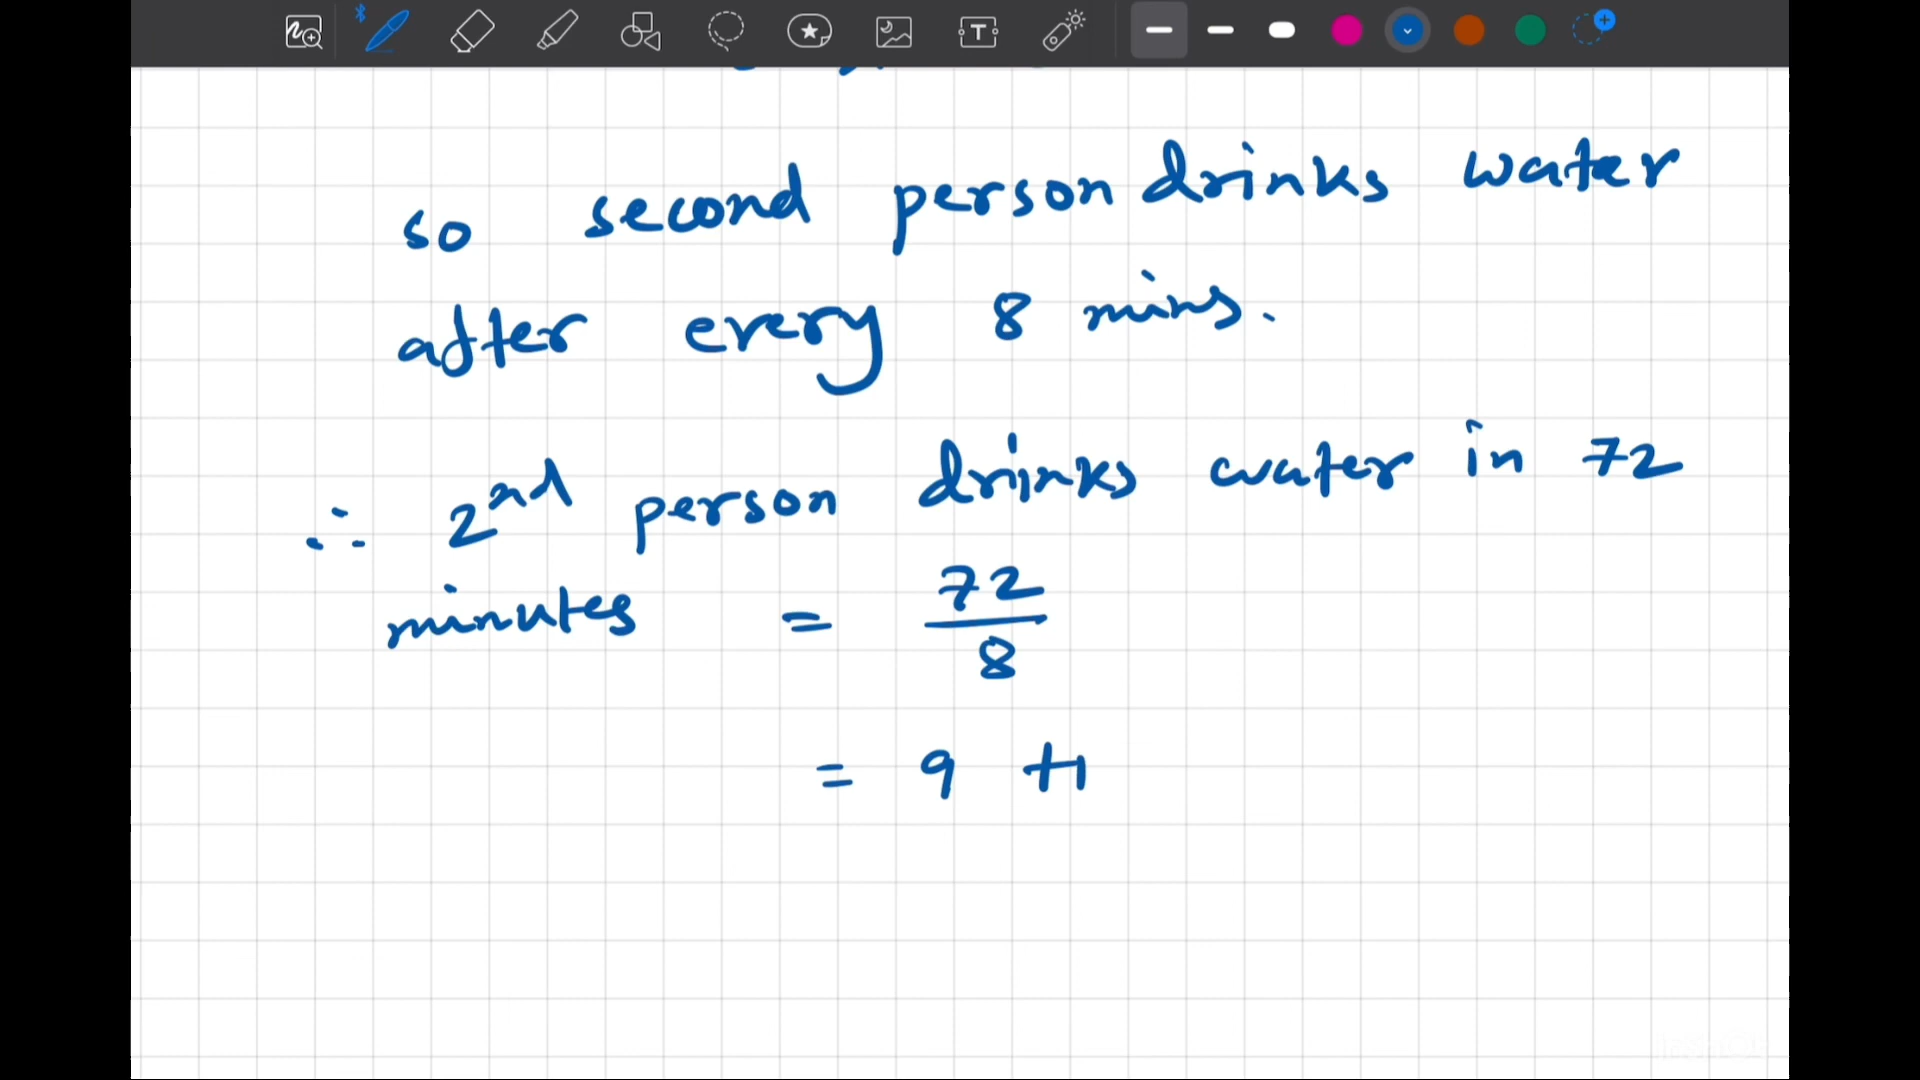 so second person drinks water
after every 8 mins.
∴ 2nd person drinks water in 72
minutes = 72/8
= 9